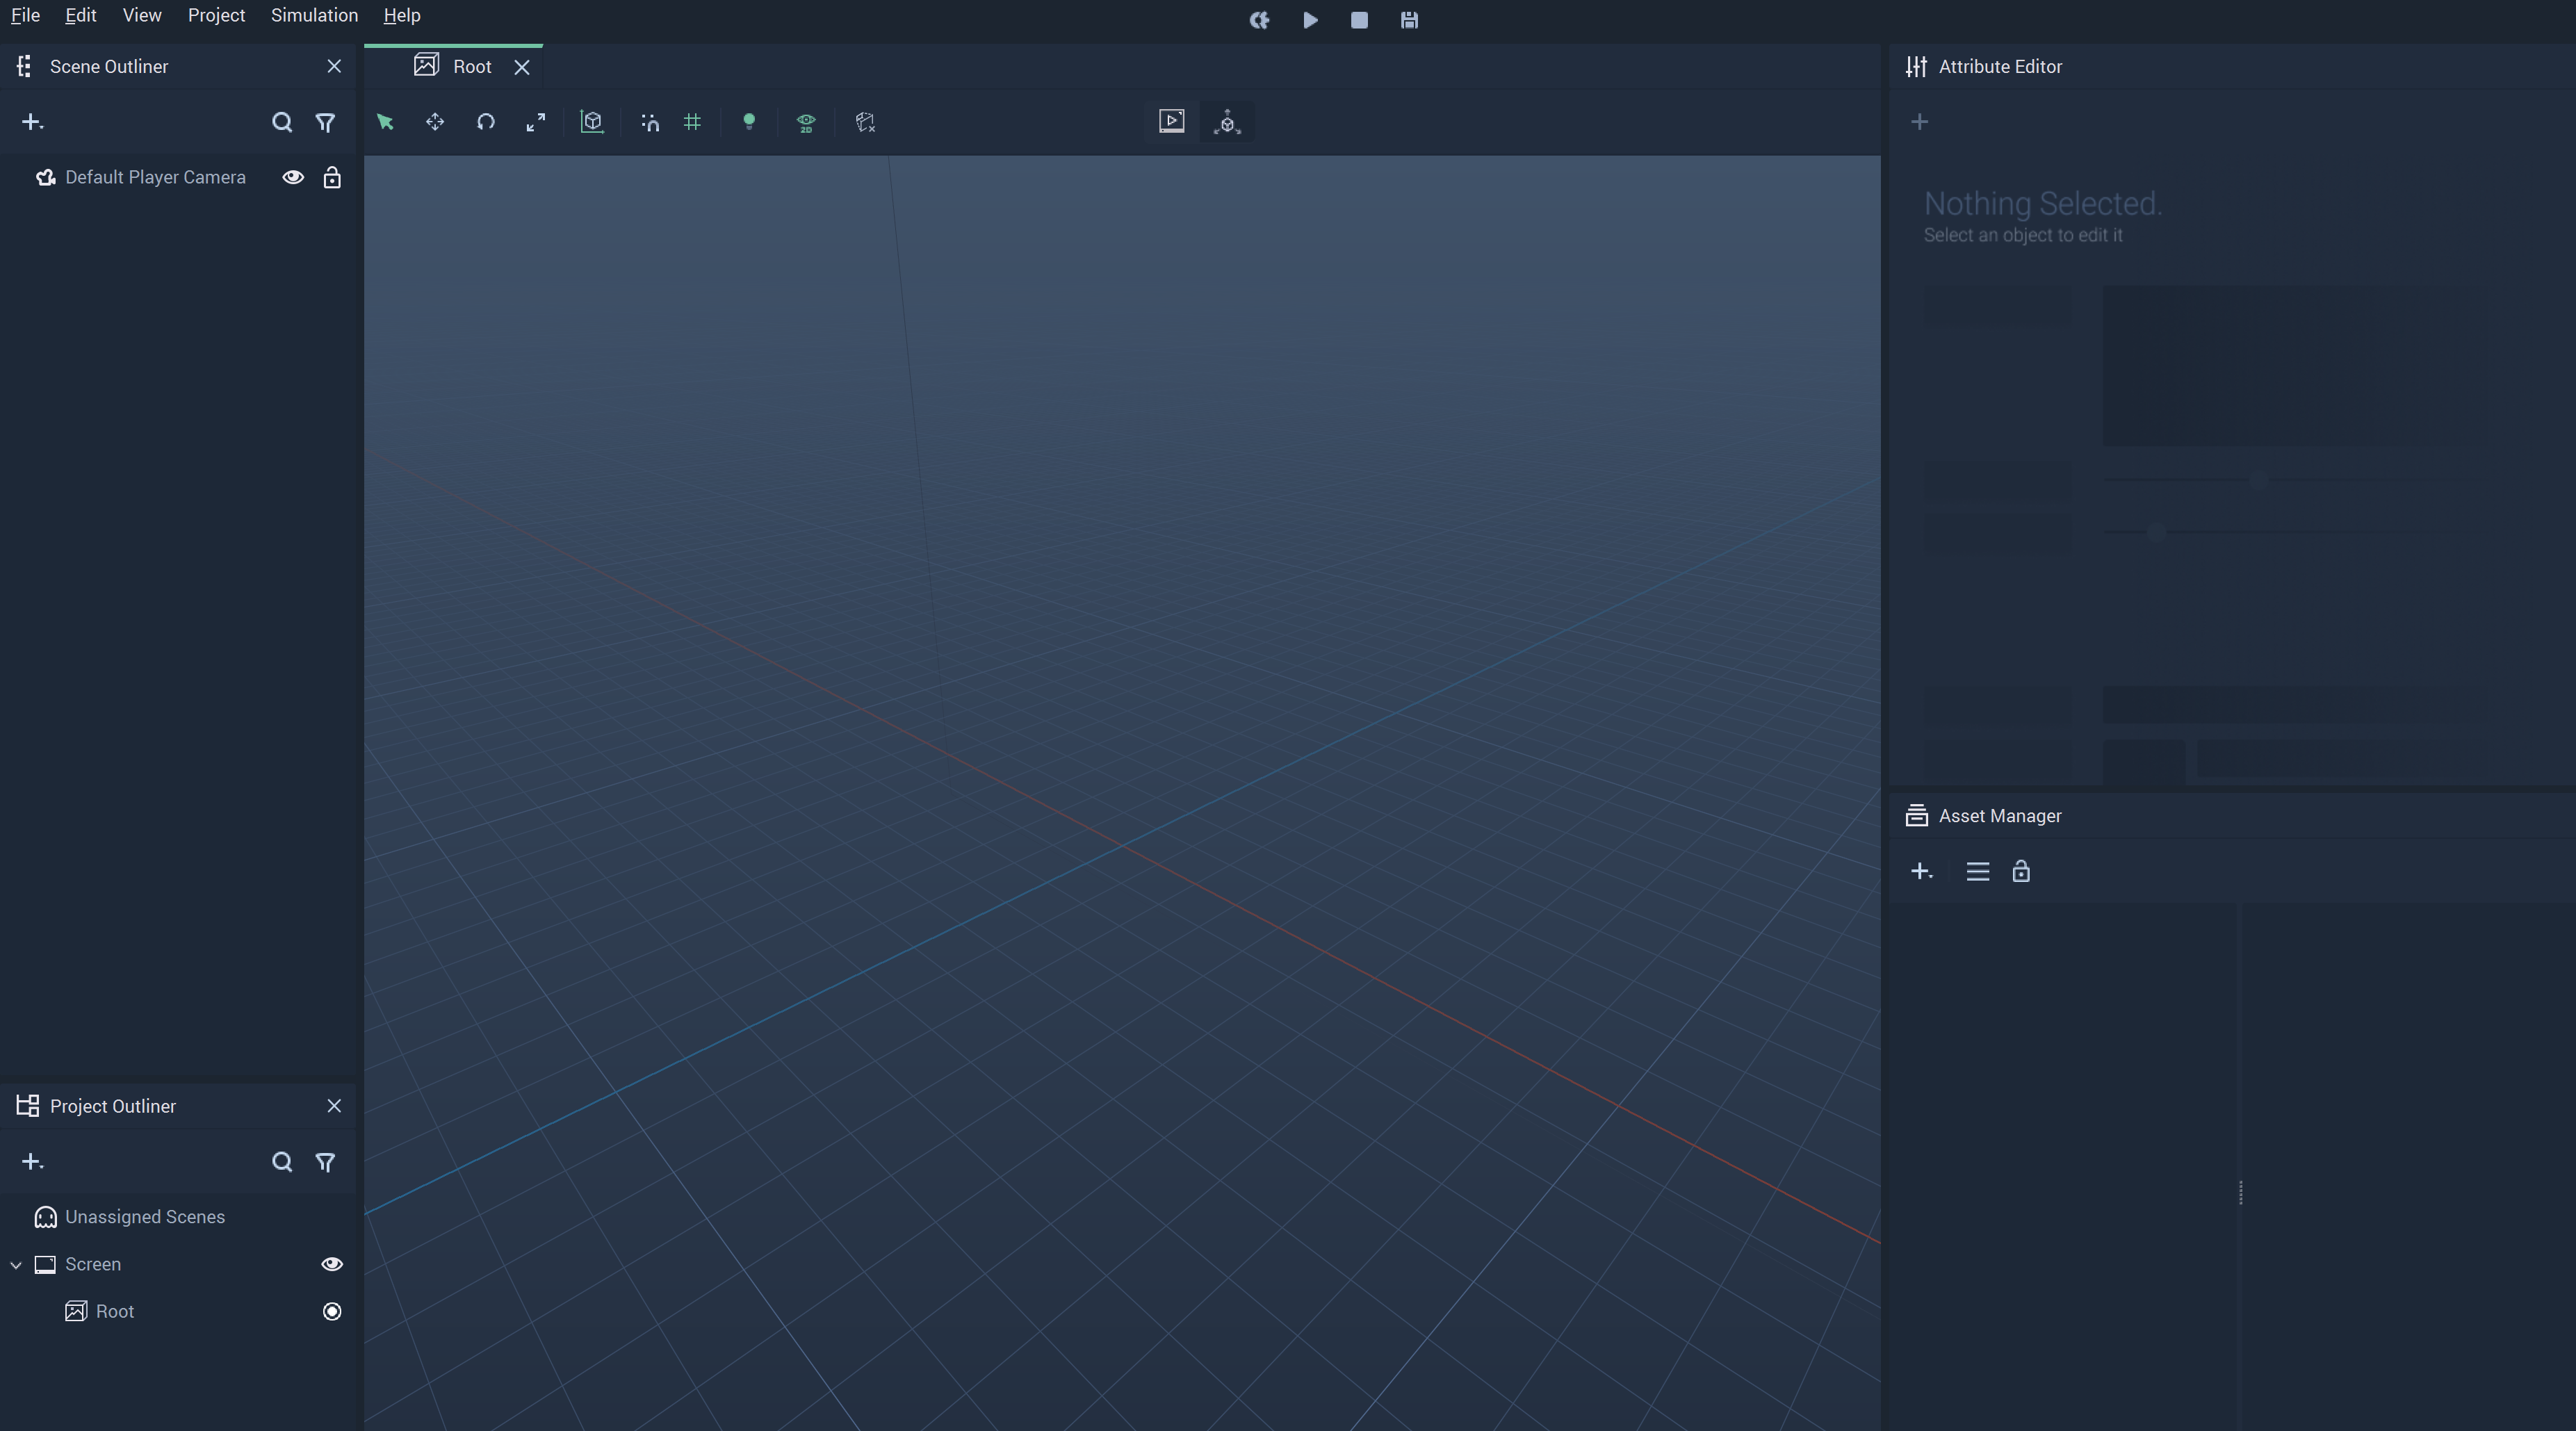 File Edit View Project Simulation Help
Scene Outliner
Root
Attribute Editor
2D
Default Player Camera
Nothing Selected.
Select an object to edit it
Asset Manager
Project Outliner
Unassigned Scenes
Screen
Root